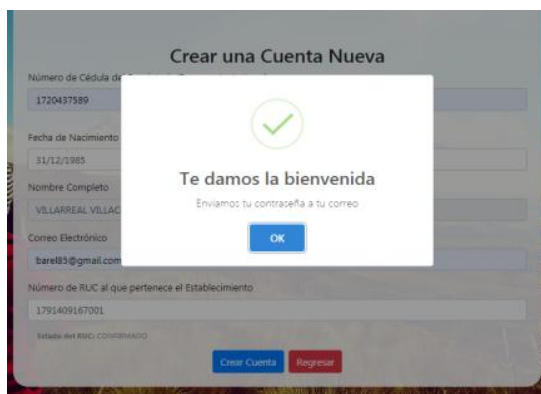 Crear una Cuenta Nueva
Número de Cédula de
1720437589
Fecha de Nacimiento
31/12/1985
Nombre Completo
VILLARREAL VILLAC
Te damos la bienvenida
Enviamos tu contraseña a tu correo
OK
Correo Electrónico
barel85@gmail.com
Número de RUC al que pertenece el Establecimiento
1791409167001
Estado del RUC: CONFIRMADO
Crear Cuenta
Regresar